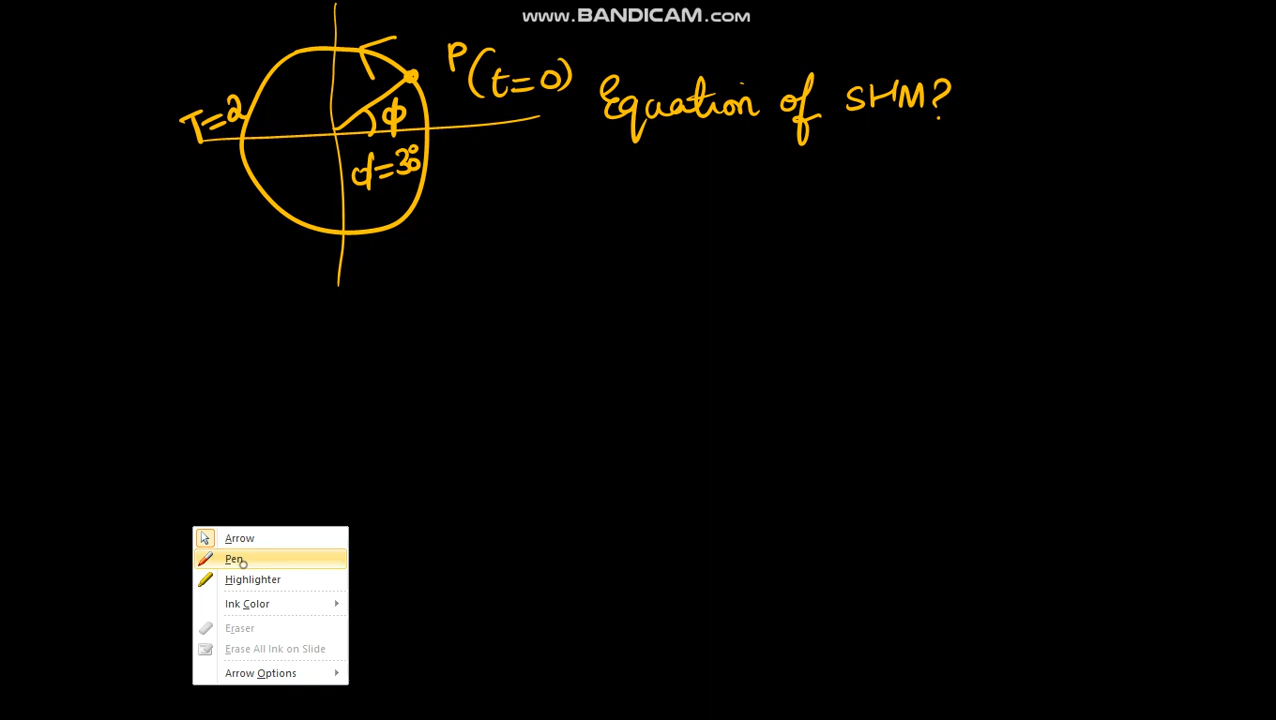 www.BANDICAM.com
P(t=0)
Equation of SHM?
T=2
ϕ
ϕ=30
Arrow
Pen
Highlighter
Ink Color
Eraser
Erase All Ink on Slide
Arrow Options